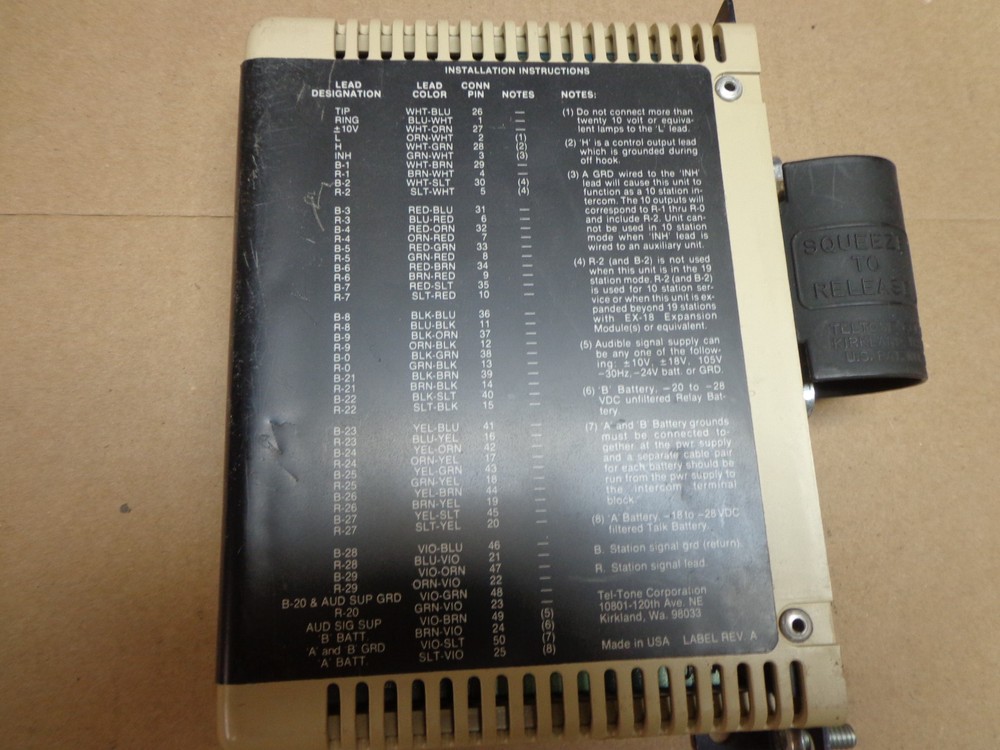 INSTALLATION INSTRUCTIONS
LEAD DESIGNATION LEAD COLOR CONN PIN NOTES
TIP WHT-BLU 26 —
RING BLU-WHT 1 —
±10V WHT-ORN 27 —
L ORN-WHT 2 (1)
H WHT-GRN 28 (2)
INH GRN-WHT 3 (3)
B-1 WHT-BRN 29 —
R-1 BRN-WHT 4 —
B-2 WHT-SLT 30 (4)
R-2 SLT-WHT 5 (4)
B-3 RED-BLU 31 —
R-3 BLU-RED 6 —
B-4 RED-ORN 32 —
R-4 ORN-RED 7 —
B-5 RED-GRN 33 —
R-5 GRN-RED 8 —
B-6 RED-BRN 34 —
R-6 BRN-RED 9 —
B-7 RED-SLT 35 —
R-7 SLT-RED 10 —
B-8 BLK-BLU 36 —
R-8 BLU-BLK 11 —
B-9 BLK-ORN 37 —
R-9 ORN-BLK 12 —
B-0 BLK-GRN 38 —
R-0 GRN-BLK 13 —
B-21 BLK-BRN 39 —
R-21 BRN-BLK 14 —
B-22 BLK-SLT 40 —
R-22 SLT-BLK 15 —
B-23 YEL-BLU 41 —
R-23 BLU-YEL 16 —
B-24 YEL-ORN 42 —
R-24 ORN-YEL 17 —
B-25 YEL-GRN 43 —
R-25 GRN-YEL 18 —
B-26 YEL-BRN 44 —
R-26 BRN-YEL 19 —
B-27 YEL-SLT 45 —
R-27 SLT-YEL 20 —
B-28 VIO-BLU 46 —
R-28 BLU-VIO 21 —
B-29 VIO-ORN 47 —
R-29 ORN-VIO 22 —
B-20 & AUD SUP GRD VIO-GRN 48 —
R-20 GRN-VIO 23 —
AUD SIG SUP VIO-BRN 49 (5)
'B' BATT. BRN-VIO 24 (6)
'A' and 'B' GRD VIO-SLT 50 (7)
'A' BATT. SLT-VIO 25 (8)
NOTES:
(1) Do not connect more than
twenty 10 volt or equiva-
lent lamps to the 'L' lead.
(2) 'H' is a control output lead
which is grounded during
off hook.
(3) A GRD wired to the 'INH'
lead will cause this unit to
function as a 10 station in-
tercom. The 10 outputs will
correspond to R-1 thru R-0
and include R-2. Unit can-
not be used in 10 station
mode when 'INH' lead is
wired to an auxiliary unit.
(4) R-2 (and B-2) is not used
when this unit is in the 19
station mode. R-2 (and B-2)
is used for 10 station ser-
vice or when this unit is ex-
panded beyond 19 stations
with EX-18 Expansion
Module(s) or equivalent.
(5) Audible signal supply can
be any one of the follow-
ing: ±10V, ±18V, 105V
~30Hz, -24V batt. or GRD.
(6) 'B' Battery, -20 to -28
VDC unfiltered Relay Bat-
tery.
(7) 'A' and 'B' Battery grounds
must be connected to-
gether at the pwr supply
and a separate cable pair
for each battery should be
run from the pwr supply to
the intercom terminal
block.
(8) 'A' Battery, -18 to -28 VDC
filtered Talk Battery.
B. Station signal grd (return).
R. Station signal lead.
Tel-Tone Corporation
10801-120th Ave. NE
Kirkland, Wa. 98033
Made in USA LABEL REV. A
SQUEEZE
TO
RELEASE